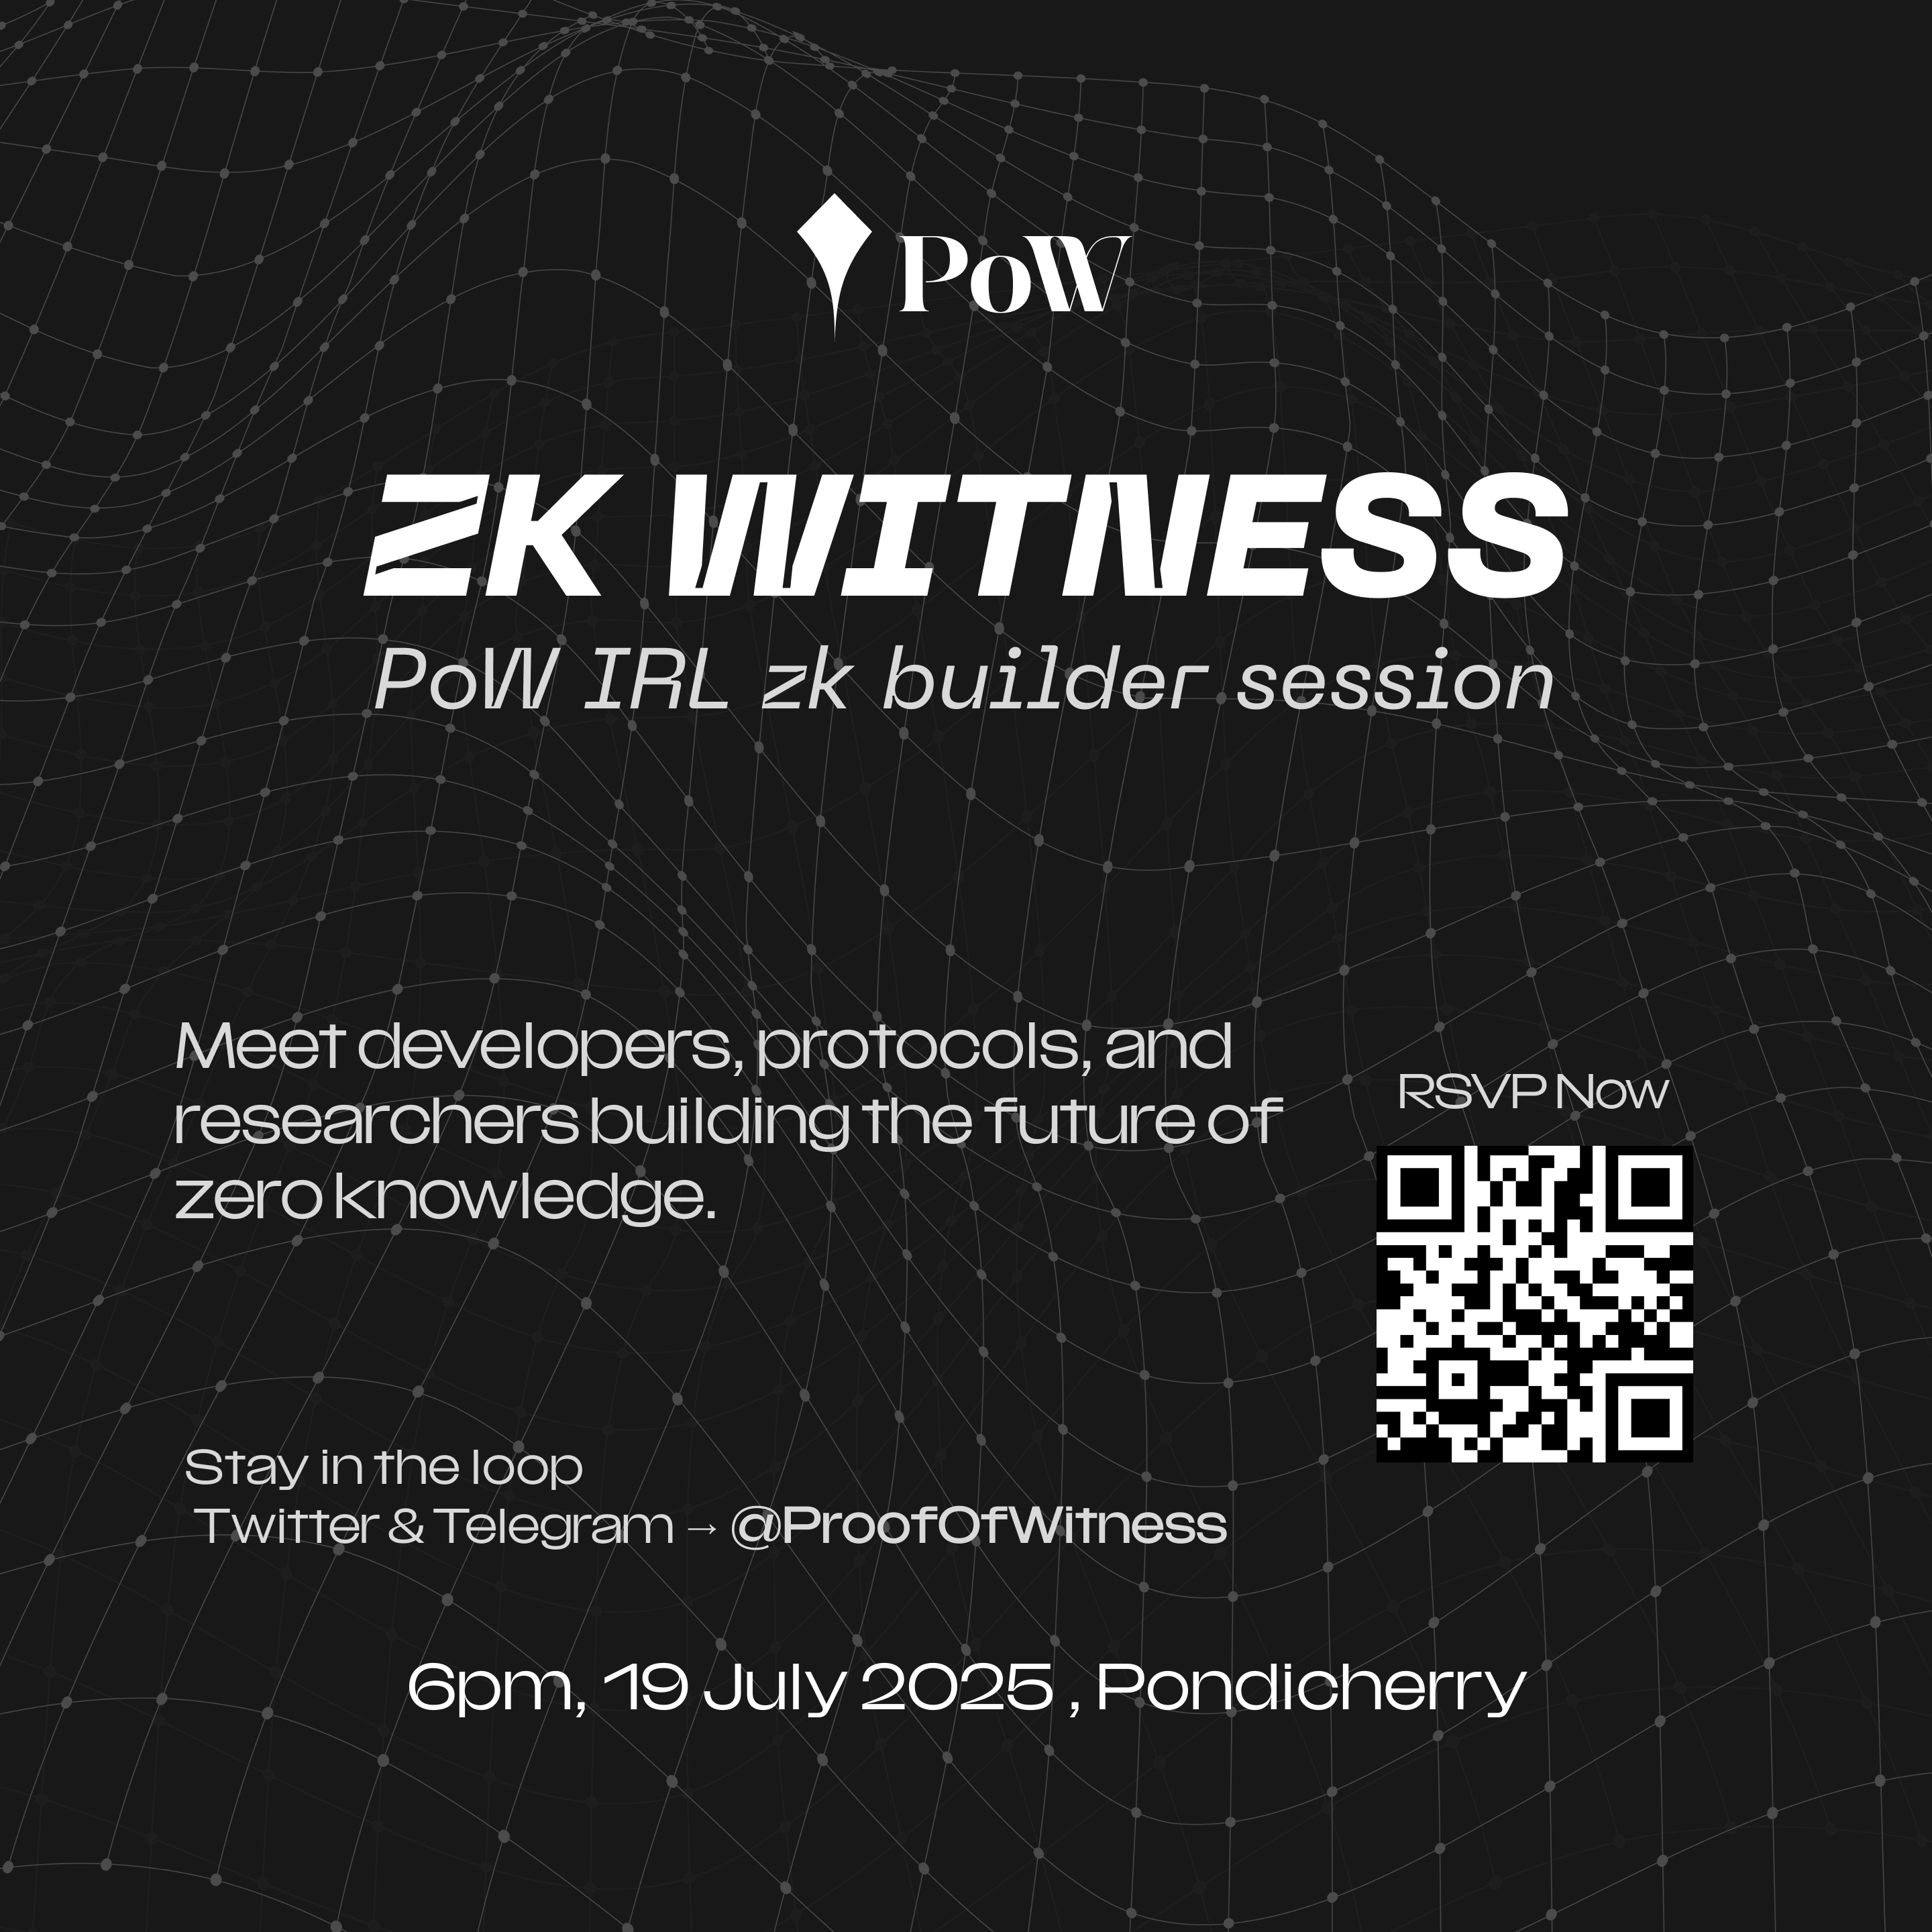 PoW
ZK WITNESS
PoW IRL zk builder session
Meet developers, protocols, and
researchers building the future of
zero knowledge.
RSVP Now
Stay in the loop
Twitter & Telegram → @ProofOfWitness
6pm, 19 July 2025 , Pondicherry